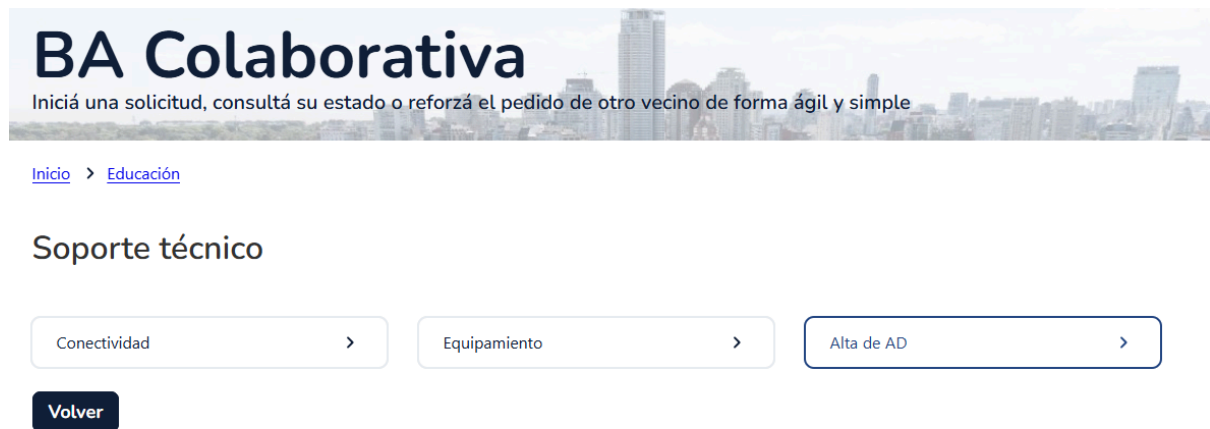 BA Colaborativa
Iniciá una solicitud, consultá su estado o reforzá el pedido de otro vecino de forma ágil y simple
Inicio > Educación
Soporte técnico
Conectividad >
Equipamiento >
Alta de AD >
Volver